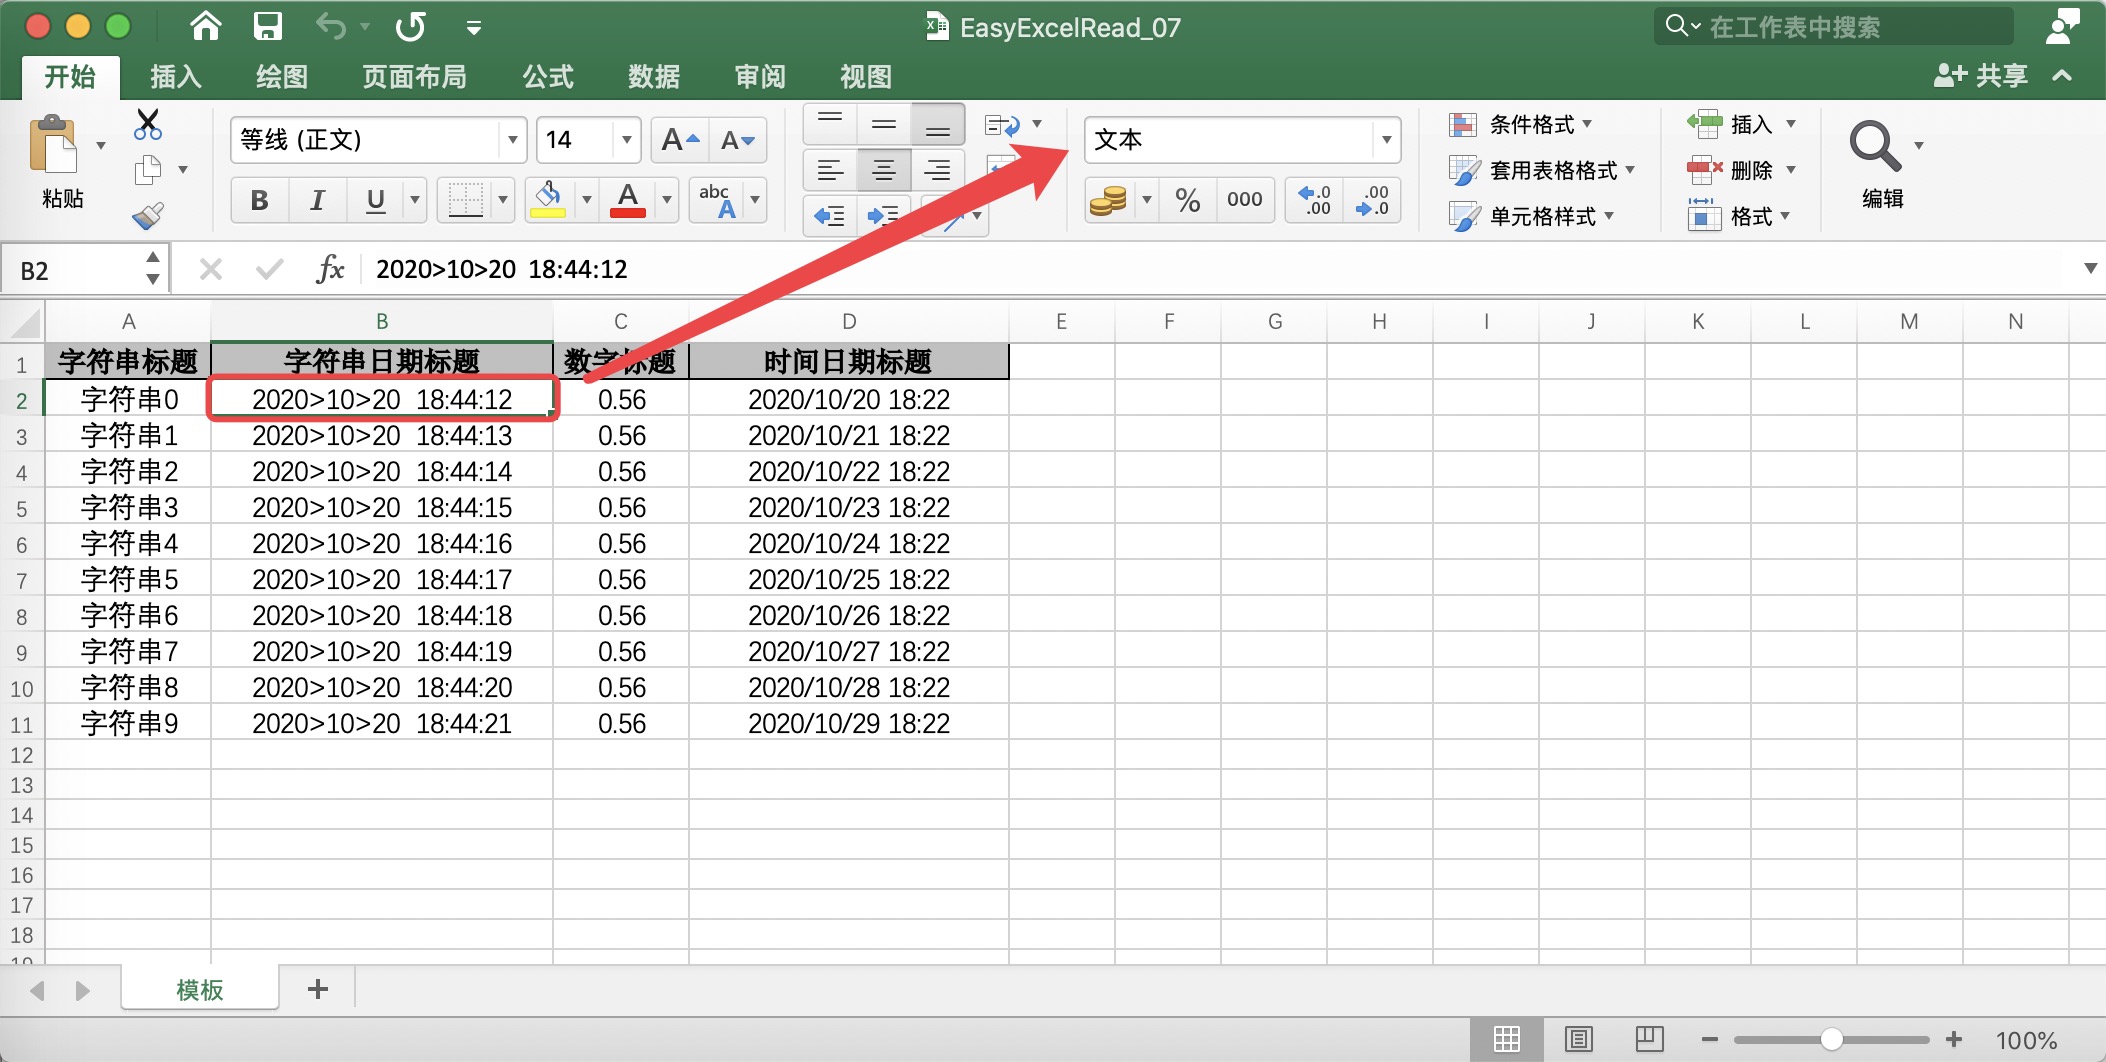 EasyExcelRead_07
在工作表中搜索
开始 插入 绘图 页面布局 公式 数据 审阅 视图 共享
粘贴
等线 (正文) 14 A A
B I U A abc A
文本
% 000 .0 .00 .00 .0
条件格式
套用表格格式
单元格样式
插入
删除
格式
编辑
B2 fx 2020>10>20 18:44:12
A B C D E F G H I J K L M N
1 字符串标题 字符串日期标题 数字标题 时间日期标题
2 字符串0 2020>10>20 18:44:12 0.56 2020/10/20 18:22
3 字符串1 2020>10>20 18:44:13 0.56 2020/10/21 18:22
4 字符串2 2020>10>20 18:44:14 0.56 2020/10/22 18:22
5 字符串3 2020>10>20 18:44:15 0.56 2020/10/23 18:22
6 字符串4 2020>10>20 18:44:16 0.56 2020/10/24 18:22
7 字符串5 2020>10>20 18:44:17 0.56 2020/10/25 18:22
8 字符串6 2020>10>20 18:44:18 0.56 2020/10/26 18:22
9 字符串7 2020>10>20 18:44:19 0.56 2020/10/27 18:22
10 字符串8 2020>10>20 18:44:20 0.56 2020/10/28 18:22
11 字符串9 2020>10>20 18:44:21 0.56 2020/10/29 18:22
12
13
14
15
16
17
18
19
模板
100%